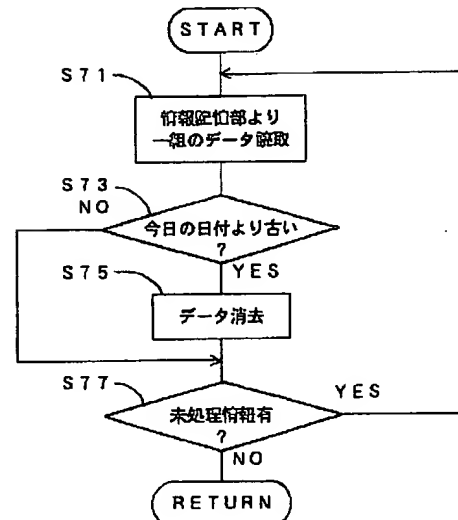 START
S71
情報記憶部より
一組のデータ読取
S73
NO
今日の日付より古い
?
YES
S75
データ消去
S77
YES
未処理情報有
?
NO
RETURN